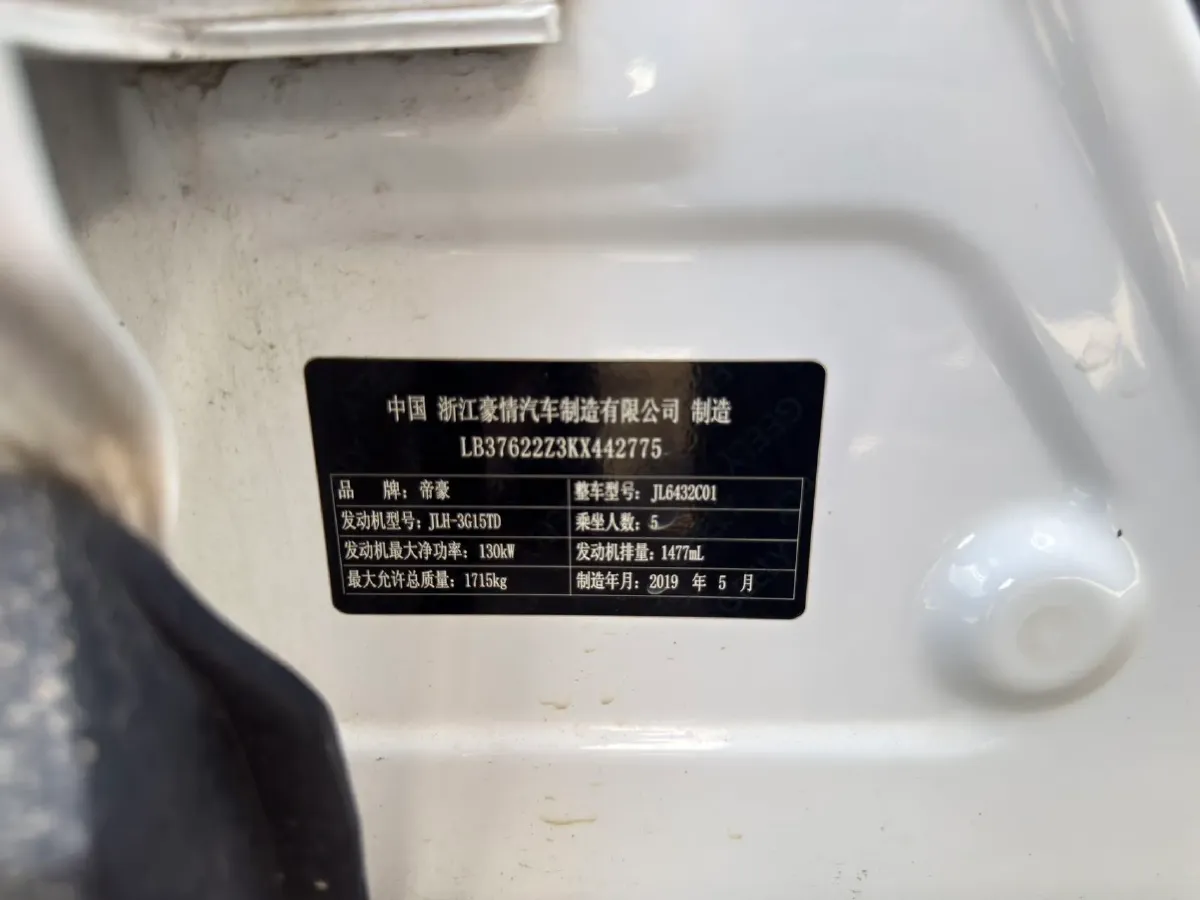 中国 浙江豪情汽车制造有限公司 制造
LB37622Z3KX442775
品 牌：帝豪 整车型号：JL6432C01
发动机型号：JLH-3G15TD 乘坐人数：5
发动机最大净功率：130kW 发动机排量：1477mL
最大允许总质量：1715kg 制造年月：2019 年 5 月